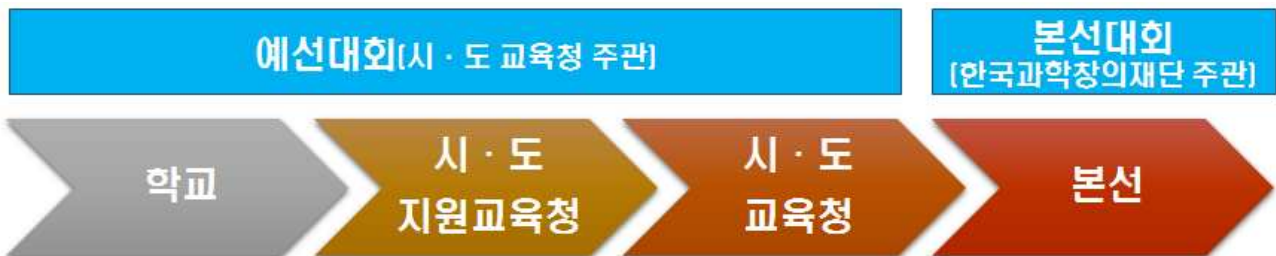 예선대회(시 · 도 교육청 주관)
본선대회
(한국과학창의재단 주관)
학교
시 · 도
지원교육청
시 · 도
교육청
본선